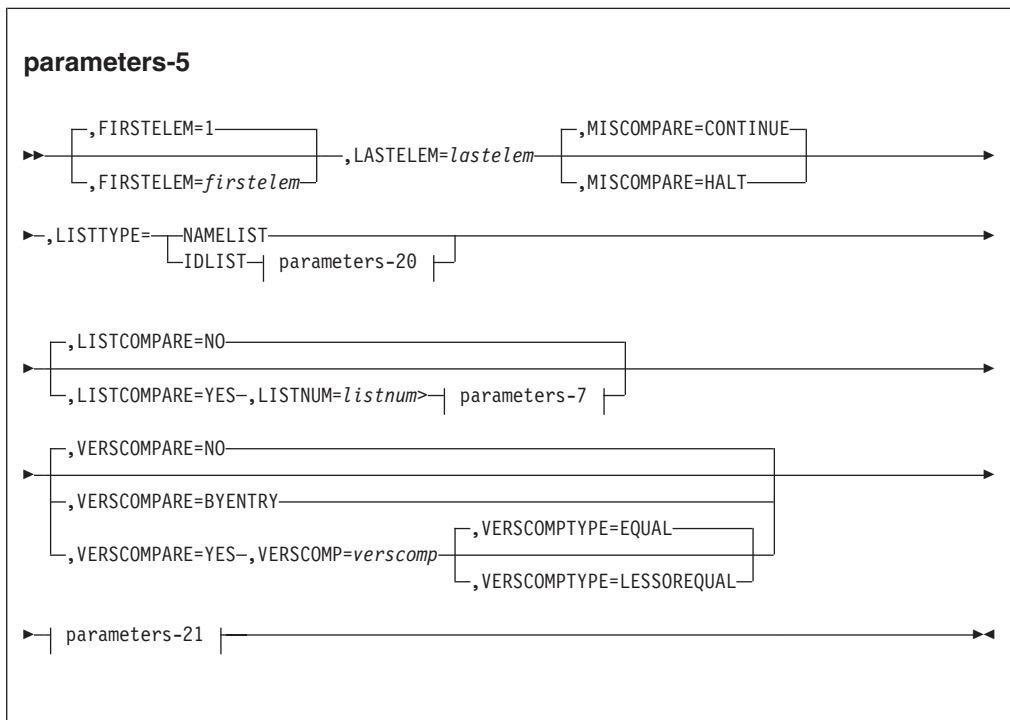 parameters-5
,FIRSTELEM=1
,FIRSTELEM=firstelem
,LASTELEM=lastelem
,MISCOMPARE=CONTINUE
,MISCOMPARE=HALT
,LISTTYPE=
NAMELIST
IDLIST
parameters-20
,LISTCOMPARE=NO
,LISTCOMPARE=YES
,LISTNUM=listnum>
parameters-7
,VERSCOMPARE=NO
,VERSCOMPARE=BYENTRY
,VERSCOMPARE=YES
,VERSCOMP=verscomp
,VERSCOMPTYPE=EQUAL
,VERSCOMPTYPE=LESSOREQUAL
parameters-21